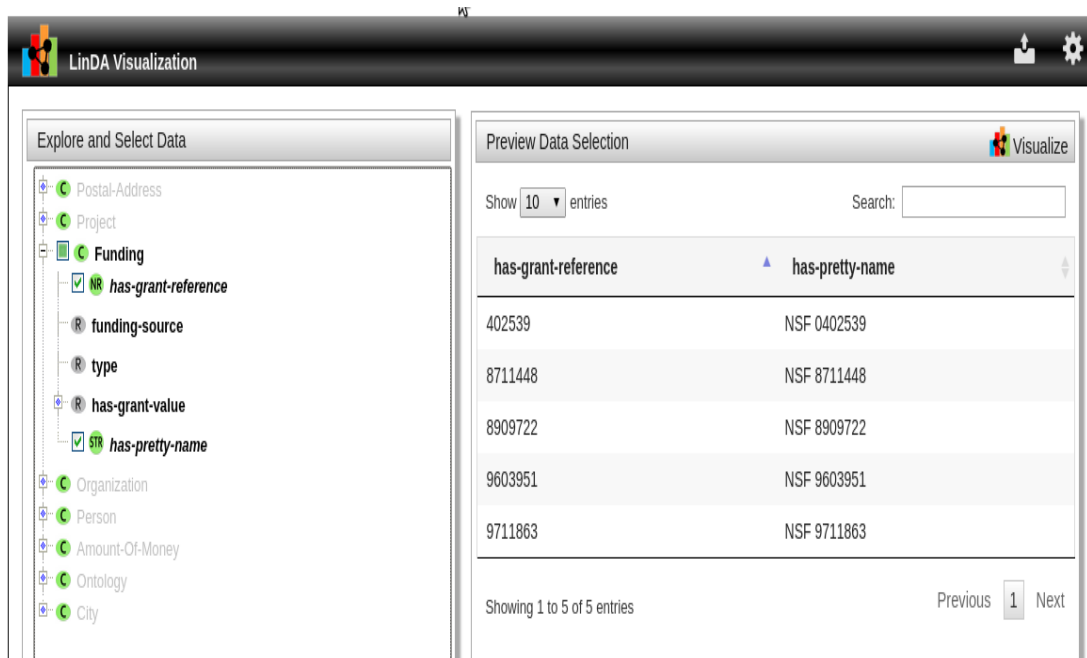 LinDA Visualization
Explore and Select Data
C Postal-Address
C Project
C Funding
NR has-grant-reference
R funding-source
R type
R has-grant-value
STR has-pretty-name
C Organization
C Person
C Amount-Of-Money
C Ontology
C City
Preview Data Selection Visualize
Show 10 entries Search:
has-grant-reference has-pretty-name
402539 NSF 0402539
8711448 NSF 8711448
8909722 NSF 8909722
9603951 NSF 9603951
9711863 NSF 9711863
Showing 1 to 5 of 5 entries Previous 1 Next